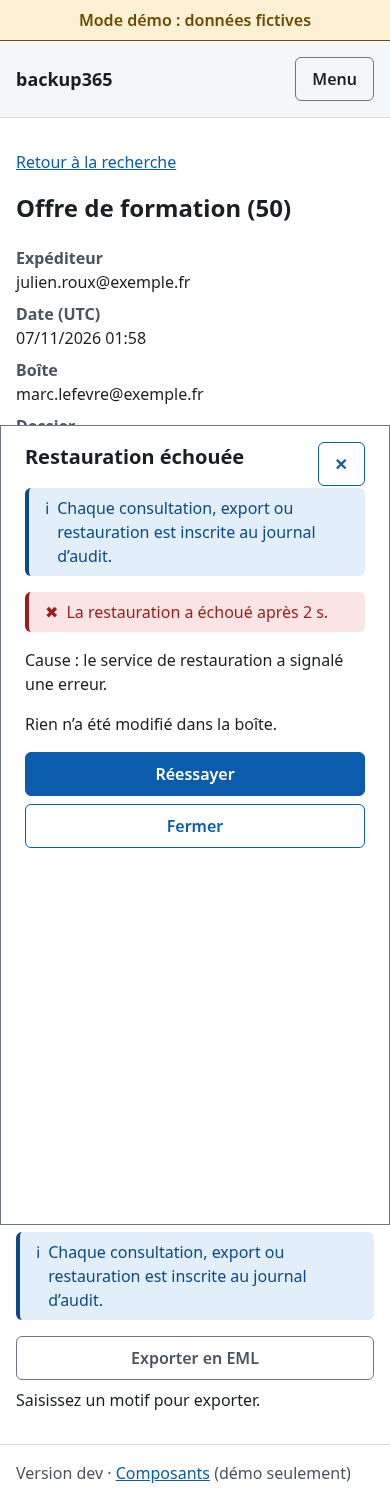 Mode démo : données fictives
backup365
Menu
Retour à la recherche
Offre de formation (50)
Expéditeur
julien.roux@exemple.fr
Date (UTC)
07/11/2026 01:58
Boîte
marc.lefevre@exemple.fr
Dossier
Restauration échouée
×
i Chaque consultation, export ou
restauration est inscrite au journal
d’audit.
✖ La restauration a échoué après 2 s.
Cause : le service de restauration a signalé
une erreur.
Rien n’a été modifié dans la boîte.
Réessayer
Fermer
i Chaque consultation, export ou
restauration est inscrite au journal
d’audit.
Exporter en EML
Saisissez un motif pour exporter.
Version dev · Composants (démo seulement)